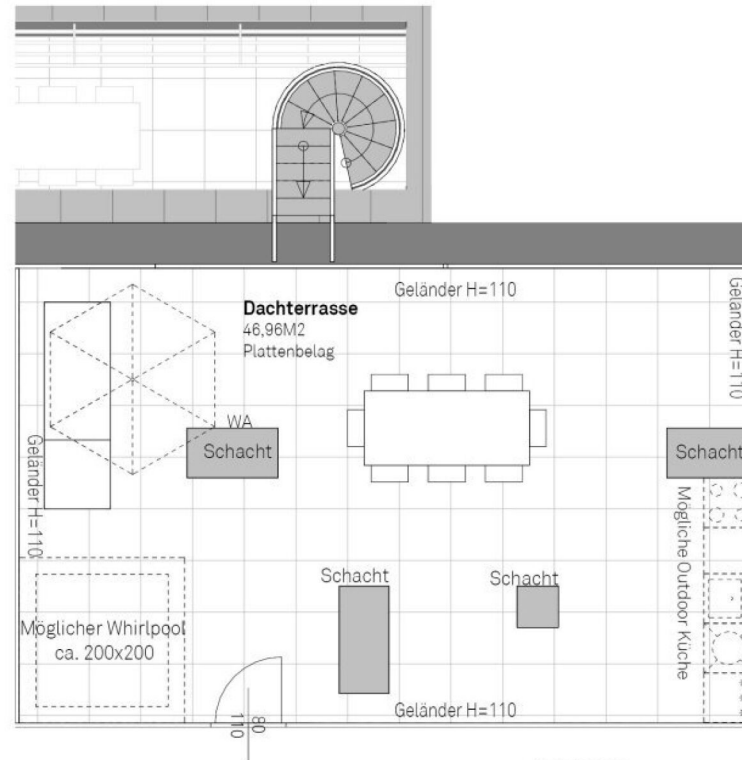 Geländer H=110
Dachterrasse
46,96M2
Plattenbelag
Geländer H=110
WA
Schacht
Schacht
Geländer H=110
Mögliche Outdoor Küche
Schacht
Schacht
Möglicher Whirlpool
ca. 200x200
Geländer H=110
80
110